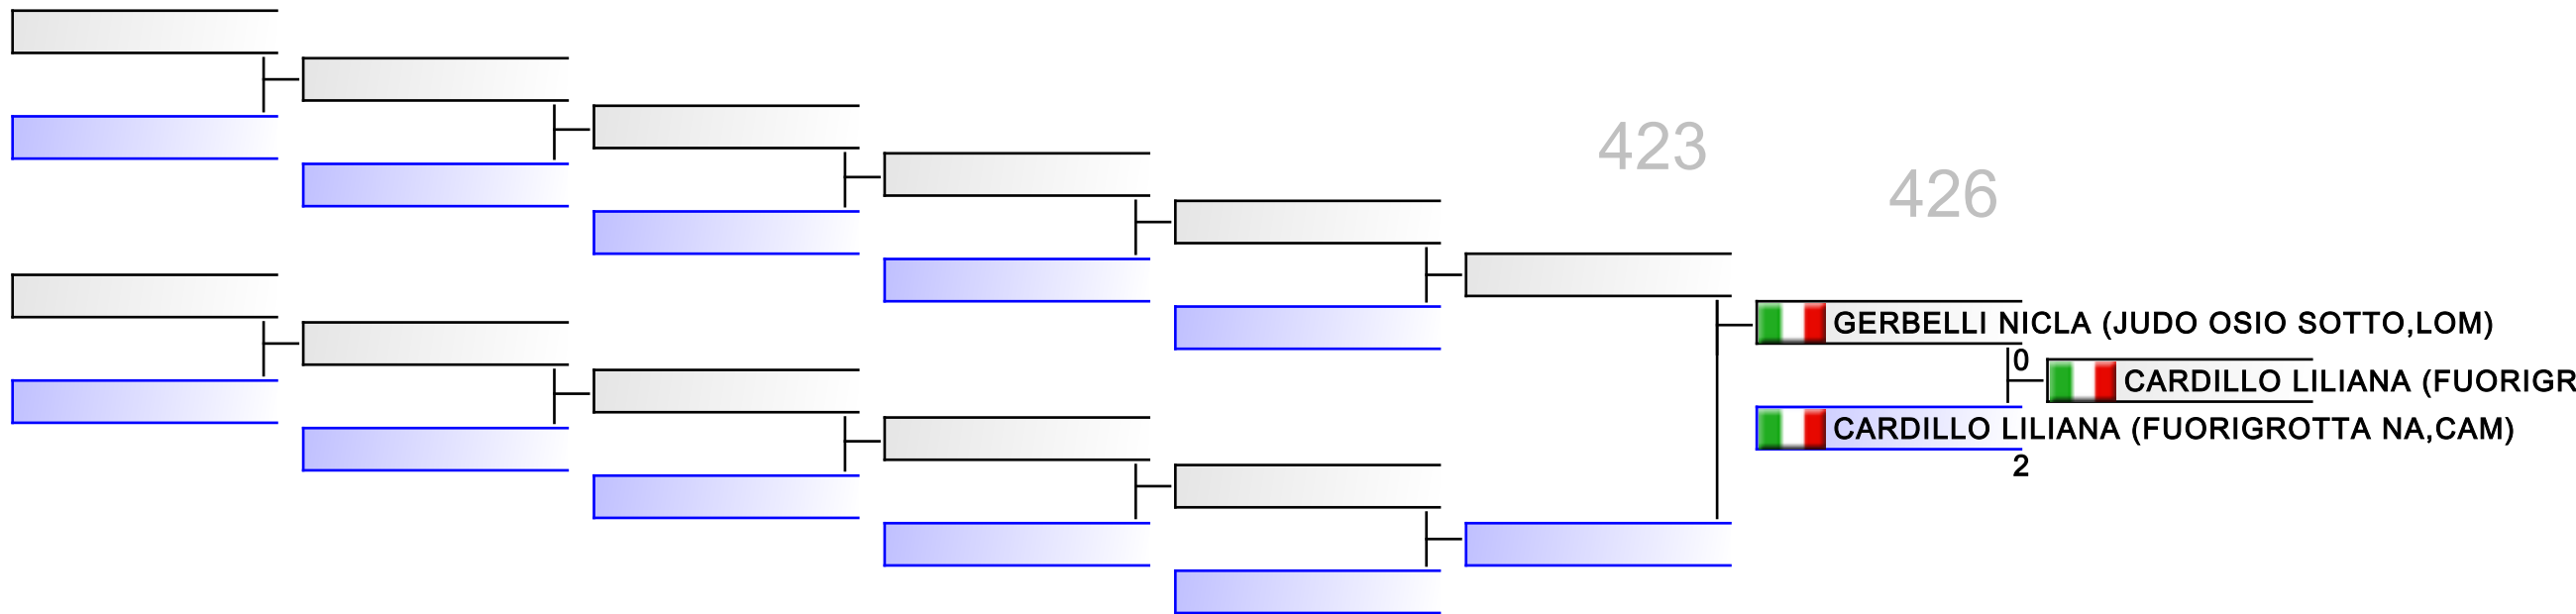 423
426
GERBELLI NICLA (JUDO OSIO SOTTO,LOM)
0
CARDILLO LILIANA (FUORIGR
CARDILLO LILIANA (FUORIGROTTA NA,CAM)
2